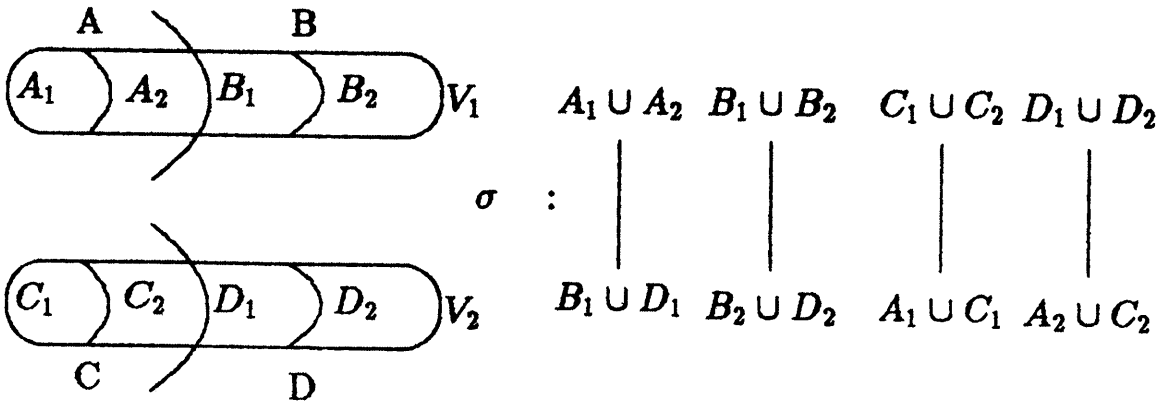 A B
A₁ A₂ B₁ B₂ V₁ A₁ ∪ A₂ B₁ ∪ B₂ C₁ ∪ C₂ D₁ ∪ D₂
σ :
C₁ C₂ D₁ D₂ V₂ B₁ ∪ D₁ B₂ ∪ D₂ A₁ ∪ C₁ A₂ ∪ C₂
C D